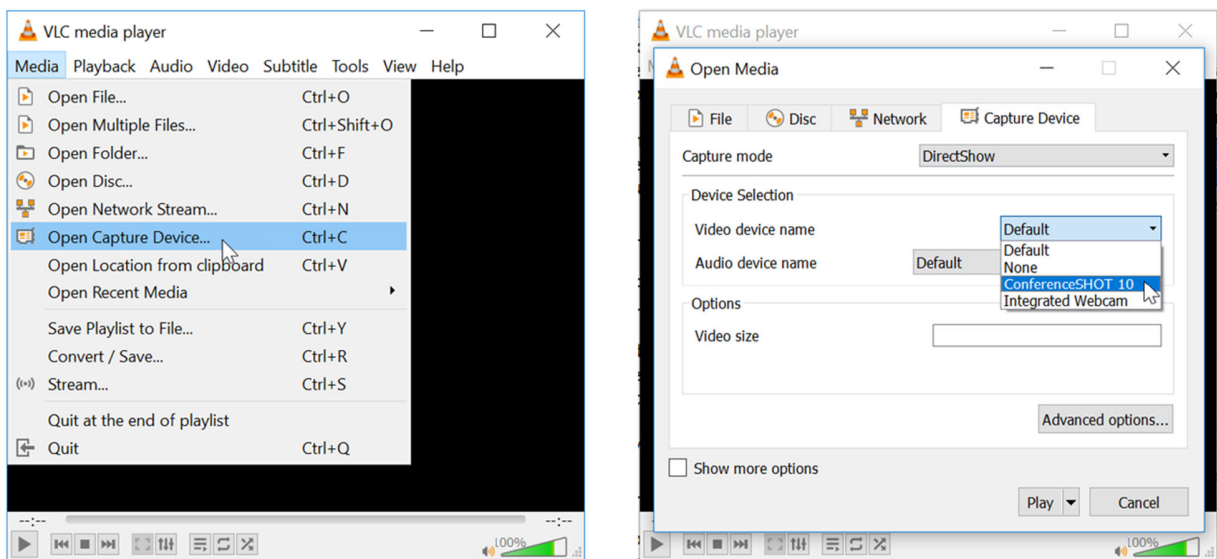 VLC media player
Media Playback Audio Video Subtitle Tools View Help
Open File... Ctrl+O
Open Multiple Files... Ctrl+Shift+O
Open Folder... Ctrl+F
Open Disc... Ctrl+D
Open Network Stream... Ctrl+N
Open Capture Device... Ctrl+C
Open Location from clipboard Ctrl+V
Open Recent Media
Save Playlist to File... Ctrl+Y
Convert / Save... Ctrl+R
Stream... Ctrl+S
Quit at the end of playlist
Quit Ctrl+Q
--:-- --:--
100%
VLC media player
Open Media
File Disc Network Capture Device
Capture mode DirectShow
Device Selection
Video device name Default
Default
None
ConferenceSHOT 10
Integrated Webcam
Audio device name Default
Options
Video size
Advanced options...
Show more options
Play Cancel
100%